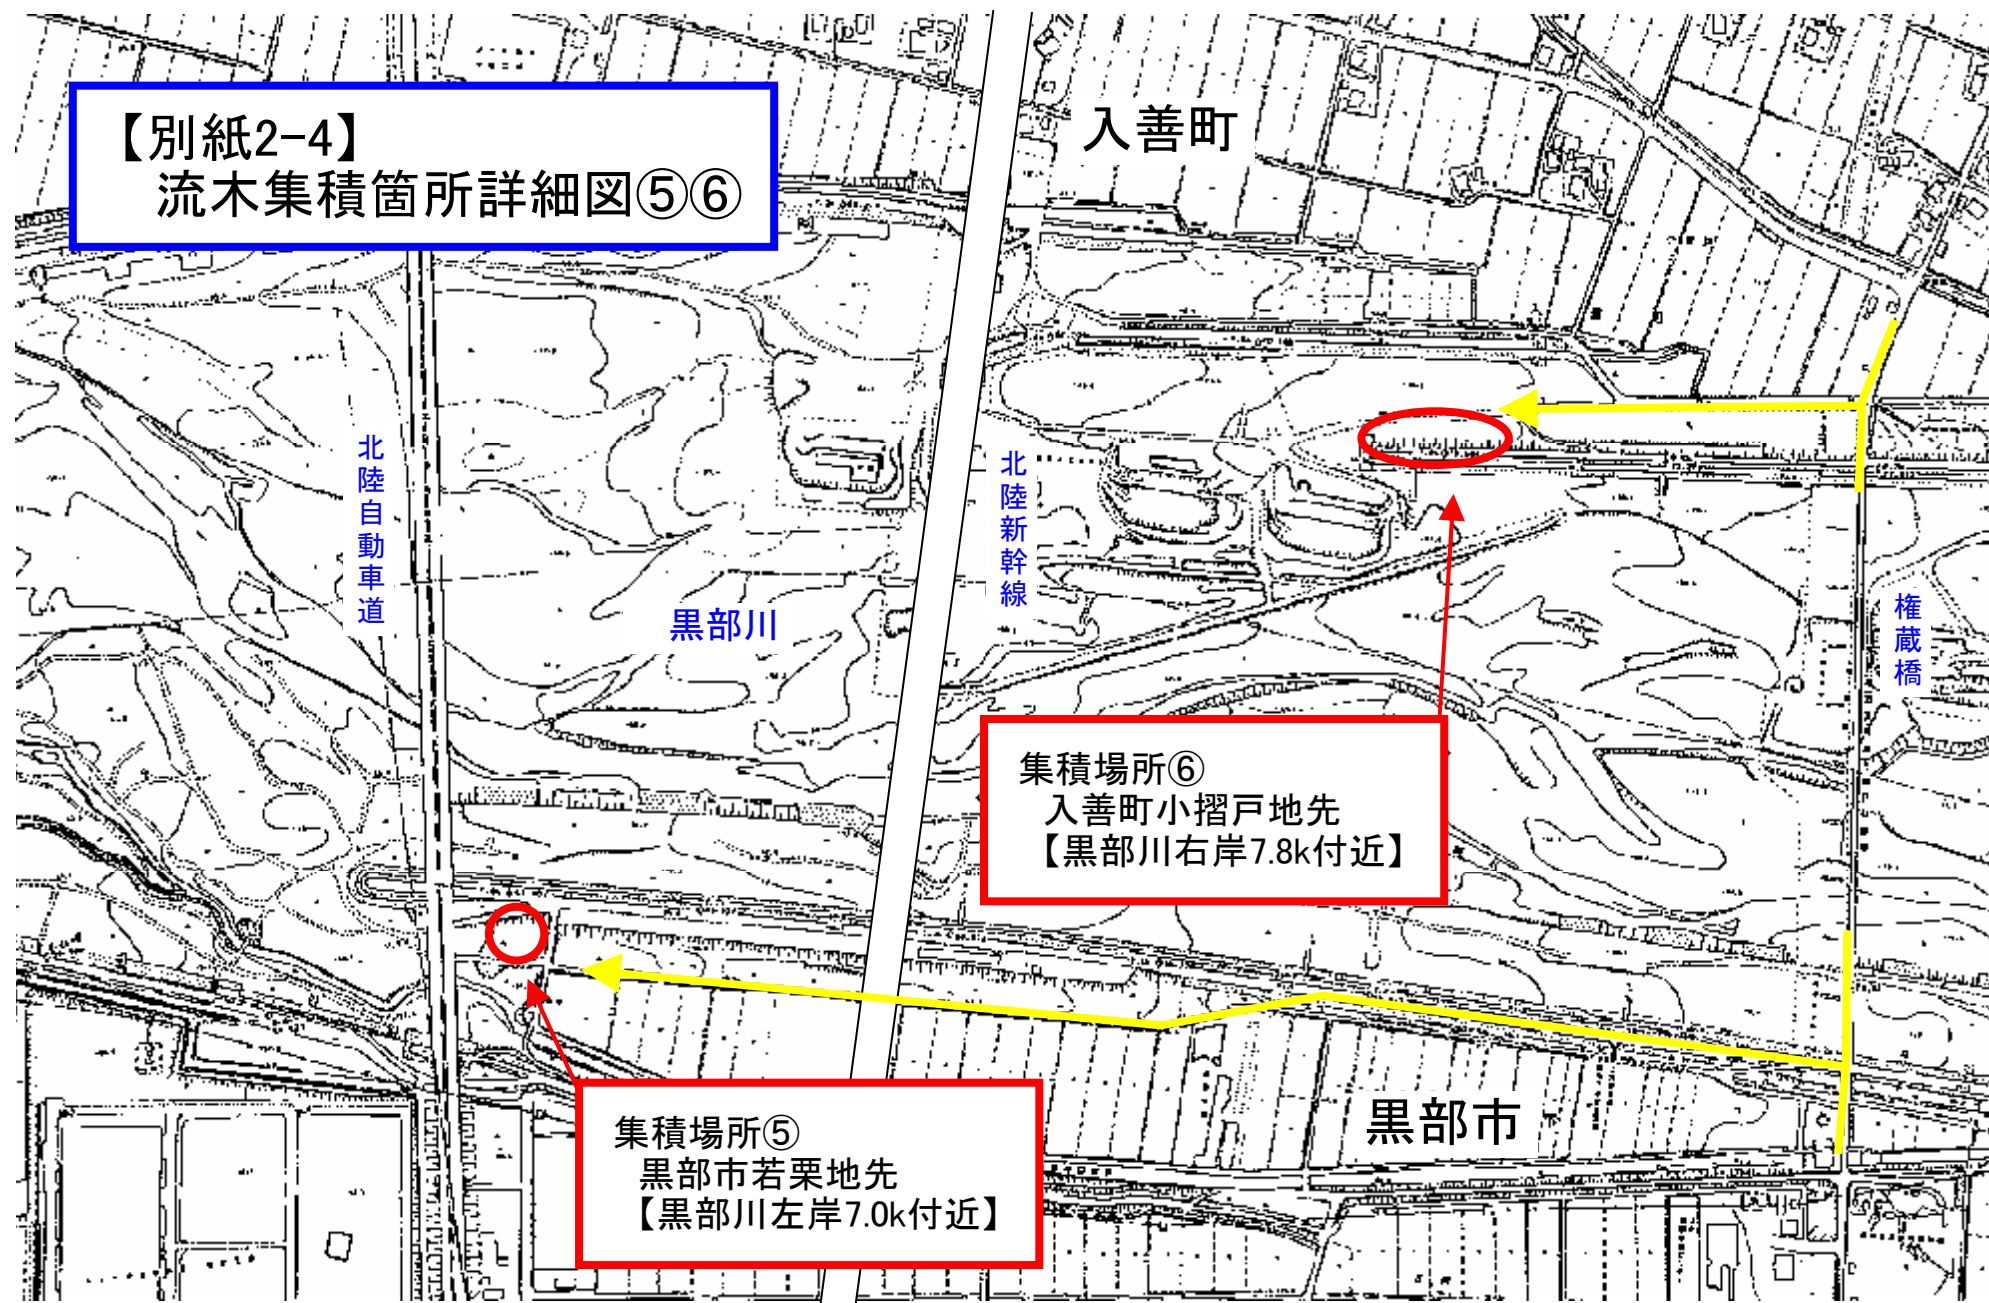 【別紙2-4】
流木集積箇所詳細図⑤⑥
入善町
北陸自動車道
北陸新幹線
黒部川
権蔵橋
集積場所⑥
入善町小摺戸地先
【黒部川右岸7.8k付近】
黒部市
集積場所⑤
黒部市若栗地先
【黒部川左岸7.0k付近】